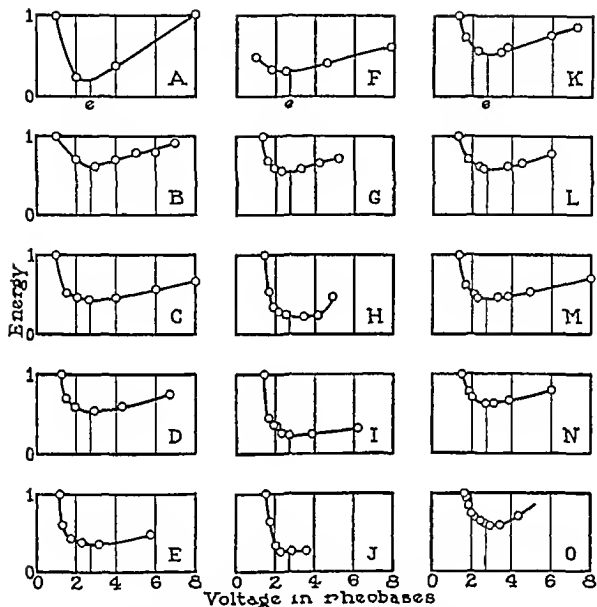 1 A F K
0 e e e
1 B G L
0
Energy
1 C H M
0
1 D I N
0
1 E J O
0
0 2 4 6 8 0 2 4 6 8 0 2 4 6 8
Voltage in rheobases